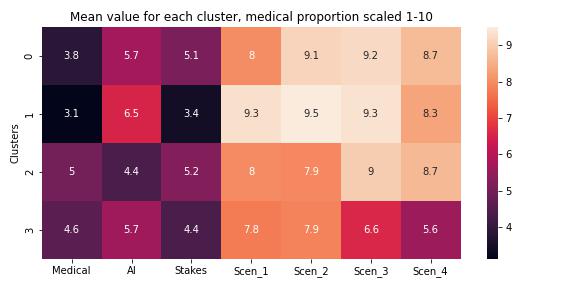 Mean value for each cluster, medical proportion scaled 1-10
Clusters
0 3.8 5.7 5.1 8 9.1 9.2 8.7
1 3.1 6.5 3.4 9.3 9.5 9.3 8.3
2 5 4.4 5.2 8 7.9 9 8.7
3 4.6 5.7 4.4 7.8 7.9 6.6 5.6
Medical AI Stakes Scen_1 Scen_2 Scen_3 Scen_4
9
8
7
6
5
4